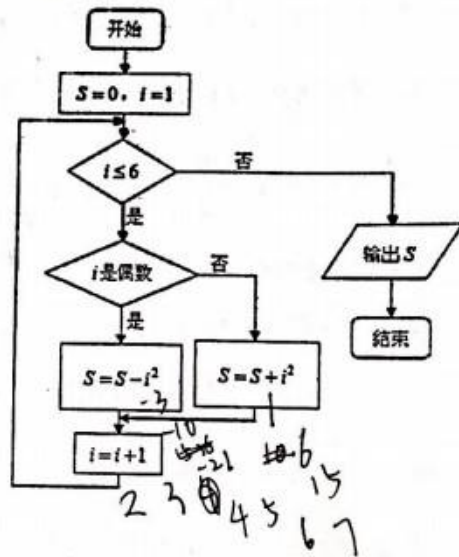 开始
S=0，i=1
i≤6
否
是
i是偶数
否
输出 S
是
结束
S=S-i²
S=S+i²
-3
1
i=i+1
-10
6
-21
15
2 3 4 5
6 7